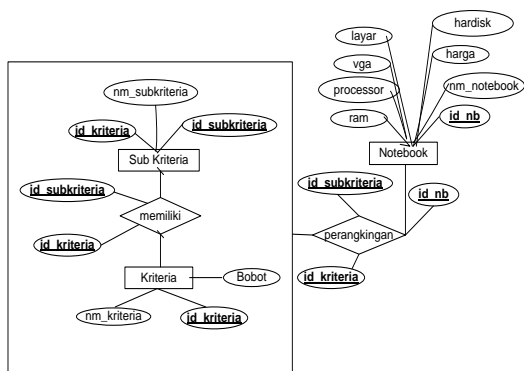 hardisk
layar
harga
vga
nm_subkriteria
processor
nm_notebook
ram
id_nb
id_kriteria
id_subkriteria
Sub Kriteria
Notebook
id_subkriteria
id_subkriteria
id_nb
memiliki
perangkingan
id_kriteria
id_kriteria
Kriteria
Bobot
nm_kriteria
id_kriteria